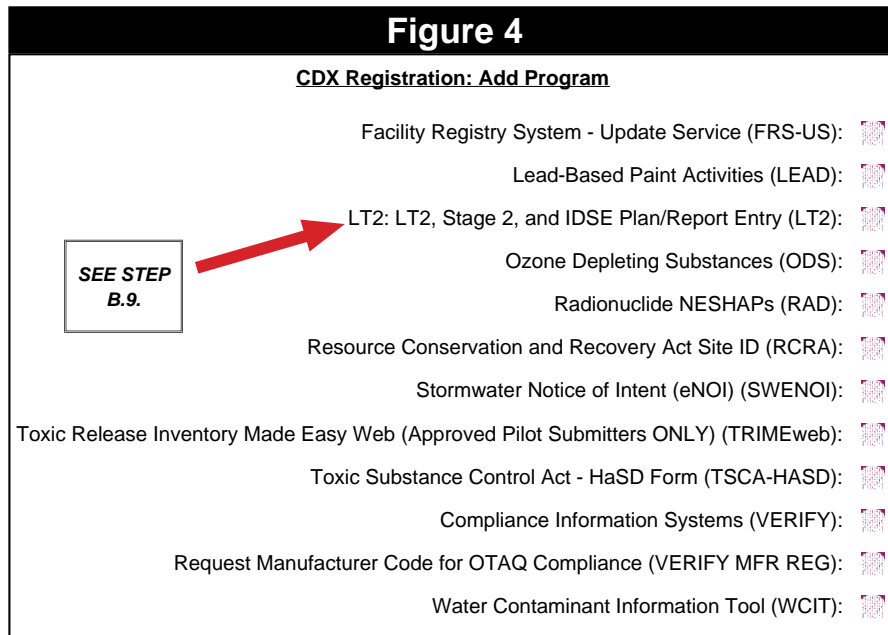 Figure 4
CDX Registration: Add Program
Facility Registry System - Update Service (FRS-US):
Lead-Based Paint Activities (LEAD):
LT2: LT2, Stage 2, and IDSE Plan/Report Entry (LT2):
SEE STEP
B.9.
Ozone Depleting Substances (ODS):
Radionuclide NESHAPs (RAD):
Resource Conservation and Recovery Act Site ID (RCRA):
Stormwater Notice of Intent (eNOI) (SWENOI):
Toxic Release Inventory Made Easy Web (Approved Pilot Submitters ONLY) (TRIMEweb):
Toxic Substance Control Act - HaSD Form (TSCA-HASD):
Compliance Information Systems (VERIFY):
Request Manufacturer Code for OTAQ Compliance (VERIFY MFR REG):
Water Contaminant Information Tool (WCIT):